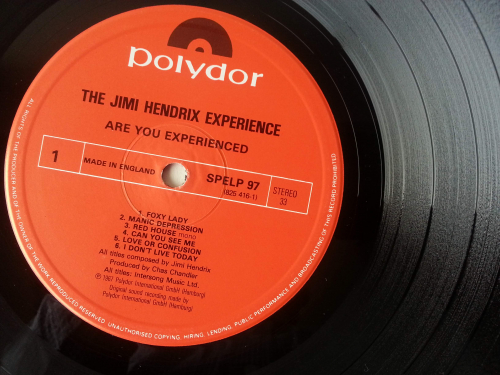 polydor
THE JIMI HENDRIX EXPERIENCE
ARE YOU EXPERIENCED
1
MADE IN ENGLAND
SPELP 97
(825 416-1)
STEREO
33
1. FOXY LADY
2. MANIC DEPRESSION
3. RED HOUSE mono
4. CAN YOU SEE ME
5. LOVE OR CONFUSION
6. I DON'T LIVE TODAY
All titles composed by Jimi Hendrix
Produced by Chas Chandler
All titles: Intersong Music Ltd.
℗ 1967 Polydor International GmbH (Hamburg)
Original sound recording made by
Polydor International GmbH (Hamburg)
ALL RIGHTS OF THE PRODUCER AND OF THE OWNER OF THE WORK REPRODUCED RESERVED. UNAUTHORISED COPYING, HIRING, LENDING, PUBLIC PERFORMANCE AND BROADCASTING OF THIS RECORD PROHIBITED